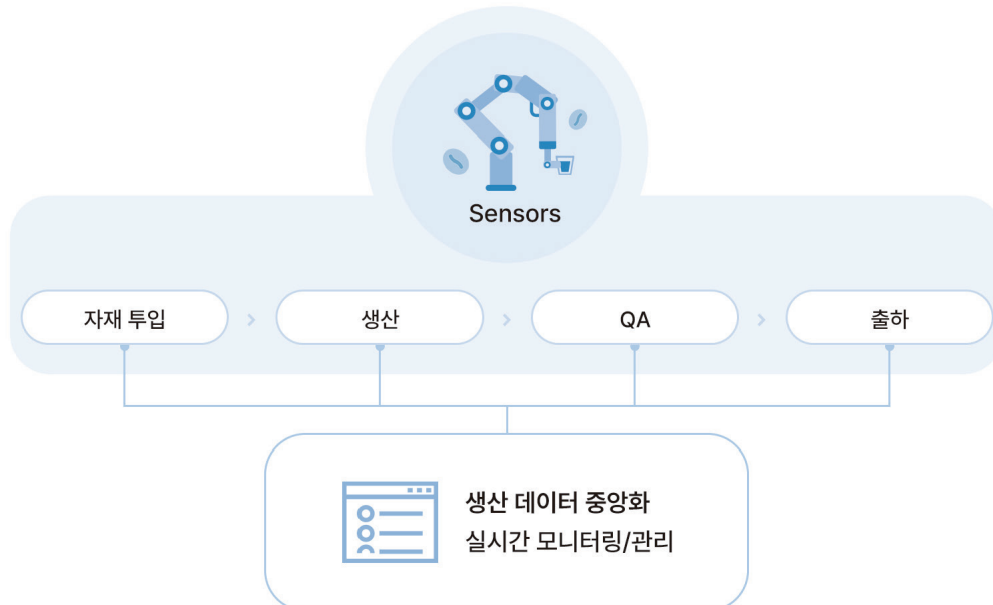 Sensors
자재 투입
생산
QA
출하
생산 데이터 중앙화
실시간 모니터링/관리